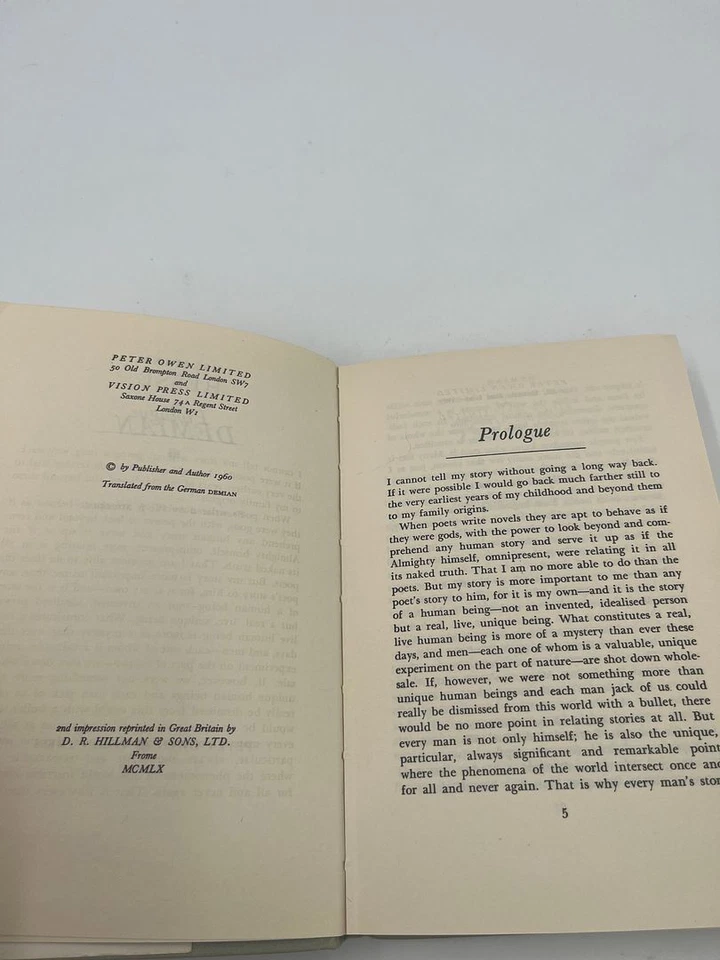 PETER OWEN LIMITED
50 Old Brompton Road London SW7
and
VISION PRESS LIMITED
Saxone House 74A Regent Street
London W1
© by Publisher and Author 1960
Translated from the German DEMIAN
2nd impression reprinted in Great Britain by
D. R. HILLMAN & SONS, LTD.
Frome
MCMLX
Prologue
I cannot tell my story without going a long way back.
If it were possible I would go back much farther still to
the very earliest years of my childhood and beyond them
to my family origins.
When poets write novels they are apt to behave as if
they were gods, with the power to look beyond and com-
prehend any human story and serve it up as if the
Almighty himself, omnipresent, were relating it in all
its naked truth. That I am no more able to do than the
poets. But my story is more important to me than any
poet's story to him, for it is my own—and it is the story
of a human being—not an invented, idealised person
but a real, live, unique being. What constitutes a real,
live human being is more of a mystery than ever these
days, and men—each one of whom is a valuable, unique
experiment on the part of nature—are shot down whole-
sale. If, however, we were not something more than
unique human beings and each man jack of us could
really be dismissed from this world with a bullet, there
would be no more point in relating stories at all. But
every man is not only himself; he is also the unique,
particular, always significant and remarkable point
where the phenomena of the world intersect once and
for all and never again. That is why every man's stor
5